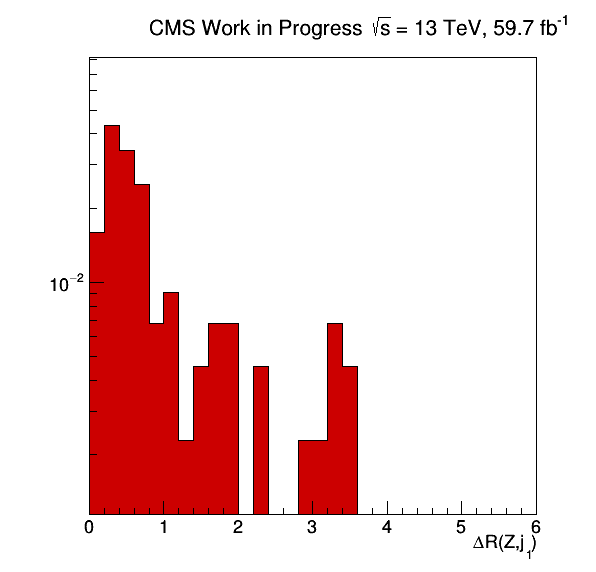 CMS Work in Progress √s = 13 TeV, 59.7 fb⁻¹
10⁻²
0 1 2 3 4 5 6
ΔR(Z,j₁)